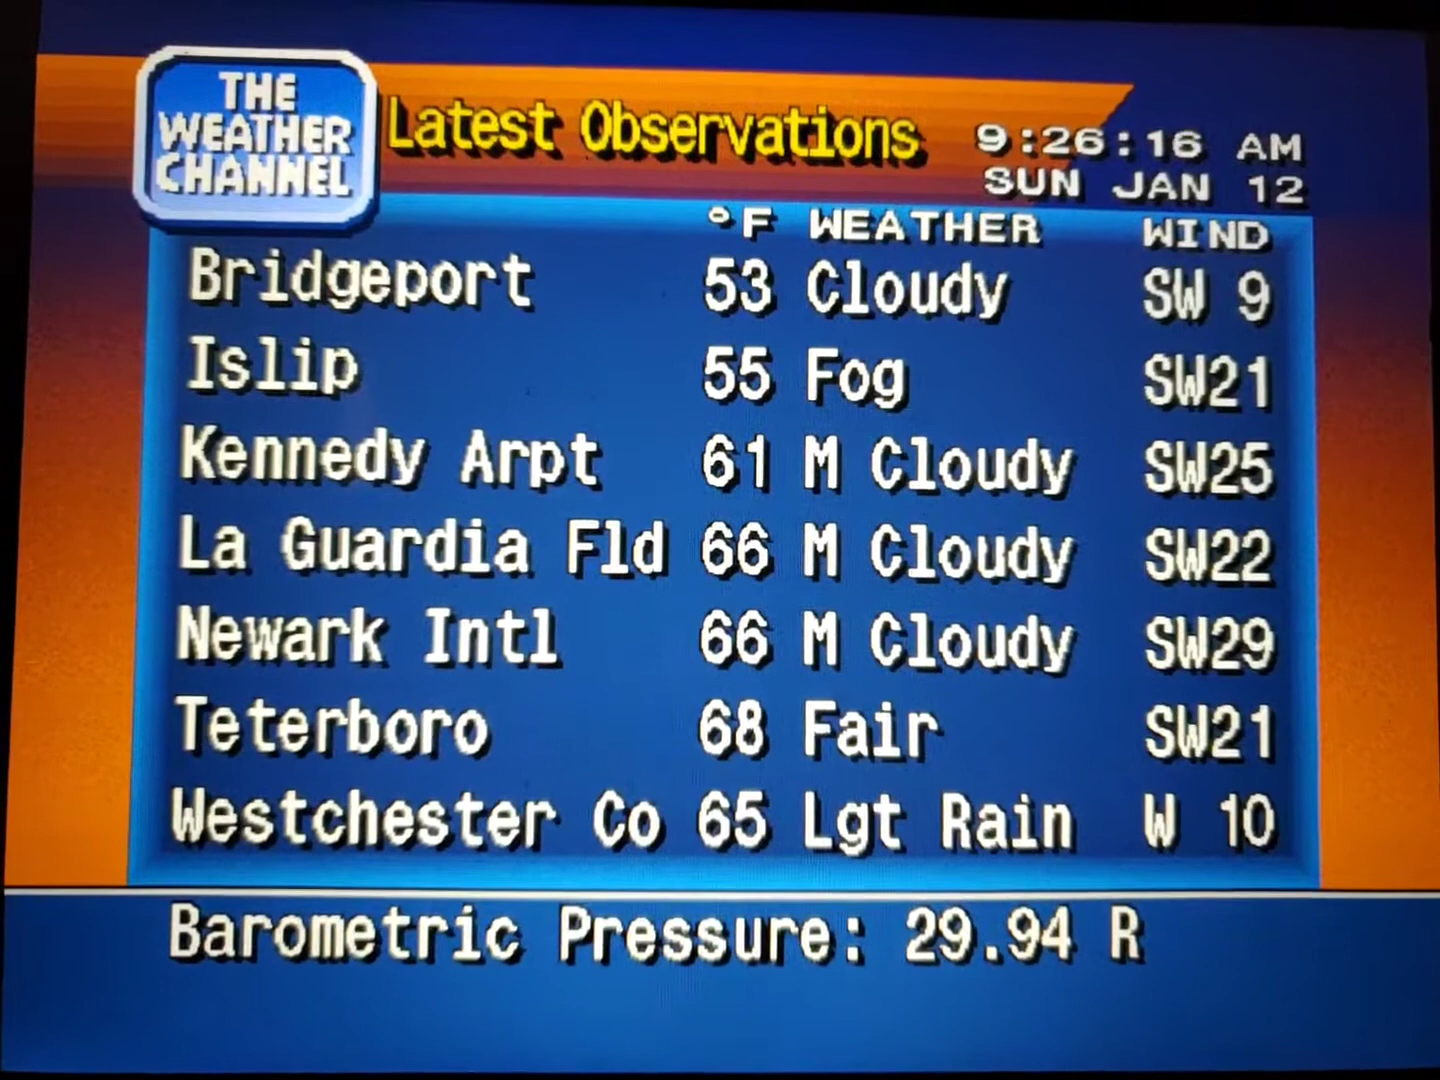 THE
WEATHER
CHANNEL
Latest Observations
9:26:16 AM
SUN JAN 12
°F WEATHER WIND
Bridgeport 53 Cloudy SW 9
Islip 55 Fog SW21
Kennedy Arpt 61 M Cloudy SW25
La Guardia Fld 66 M Cloudy SW22
Newark Intl 66 M Cloudy SW29
Teterboro 68 Fair SW21
Westchester Co 65 Lgt Rain W 10
Barometric Pressure: 29.94 R